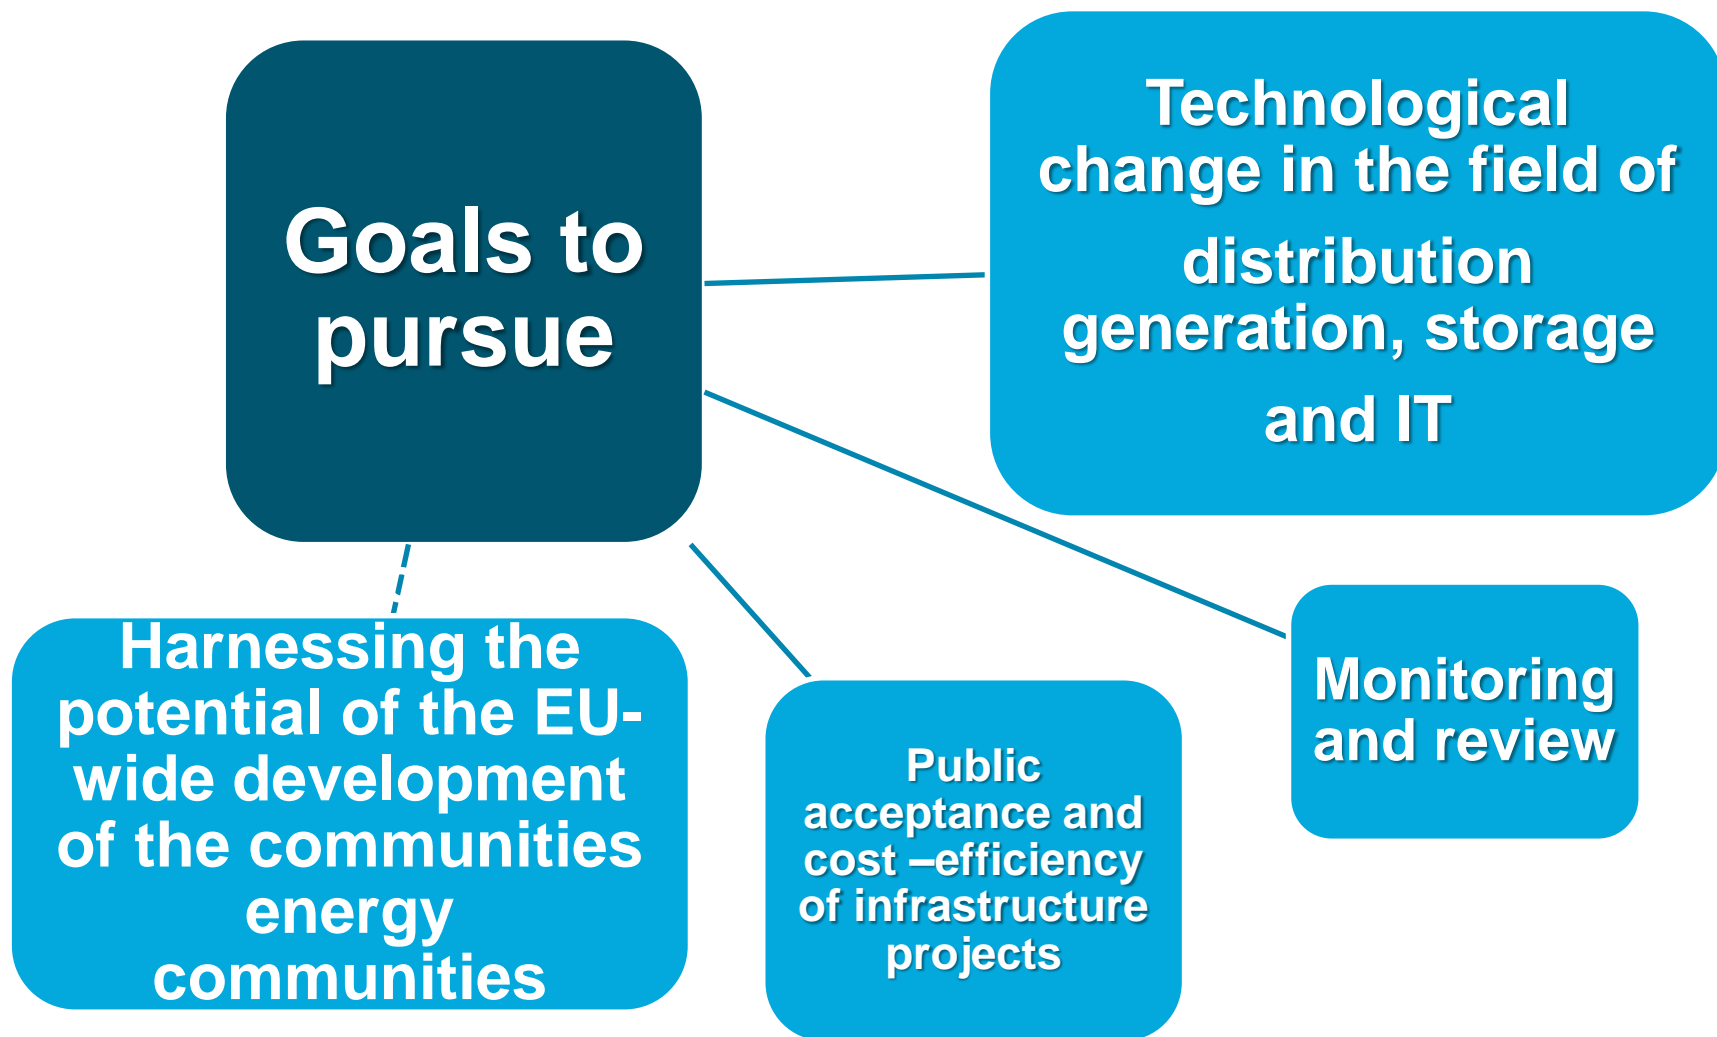 Goals to
pursue
Technological
change in the field of
distribution
generation, storage
and IT
Monitoring
and review
Public
acceptance and
cost –efficiency
of infrastructure
projects
Harnessing the
potential of the EU-
wide development
of the communities
energy
communities